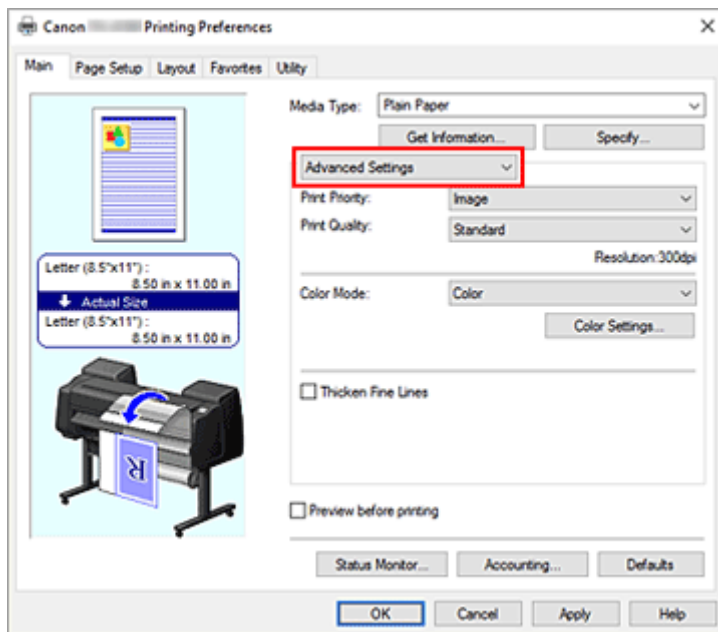 Canon Printing Preferences
Main Page Setup Layout Favorites Utility
Media Type: Plain Paper
Get Information... Specify...
Advanced Settings
Print Priority: Image
Print Quality: Standard
Resolution:300dpi
Color Mode: Color
Color Settings...
Thicken Fine Lines
Letter (8.5"x11") :
8.50 in x 11.00 in
Actual Size
Letter (8.5"x11") :
8.50 in x 11.00 in
R
Preview before printing
Status Monitor... Accounting... Defaults
OK Cancel Apply Help